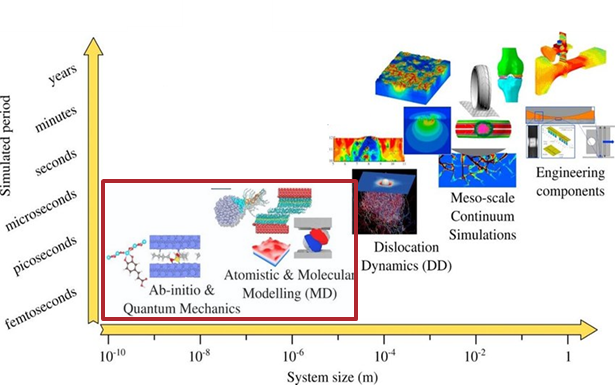 Simulated period
years
minutes
seconds
microseconds
picoseconds
femtoseconds
Ab-initio &
Quantum Mechanics
Atomistic & Molecular
Modelling (MD)
Dislocation
Dynamics (DD)
Meso-scale
Continuum
Simulations
Engineering
components
10-10
10-8
10-6
10-4
10-2
1
System size (m)